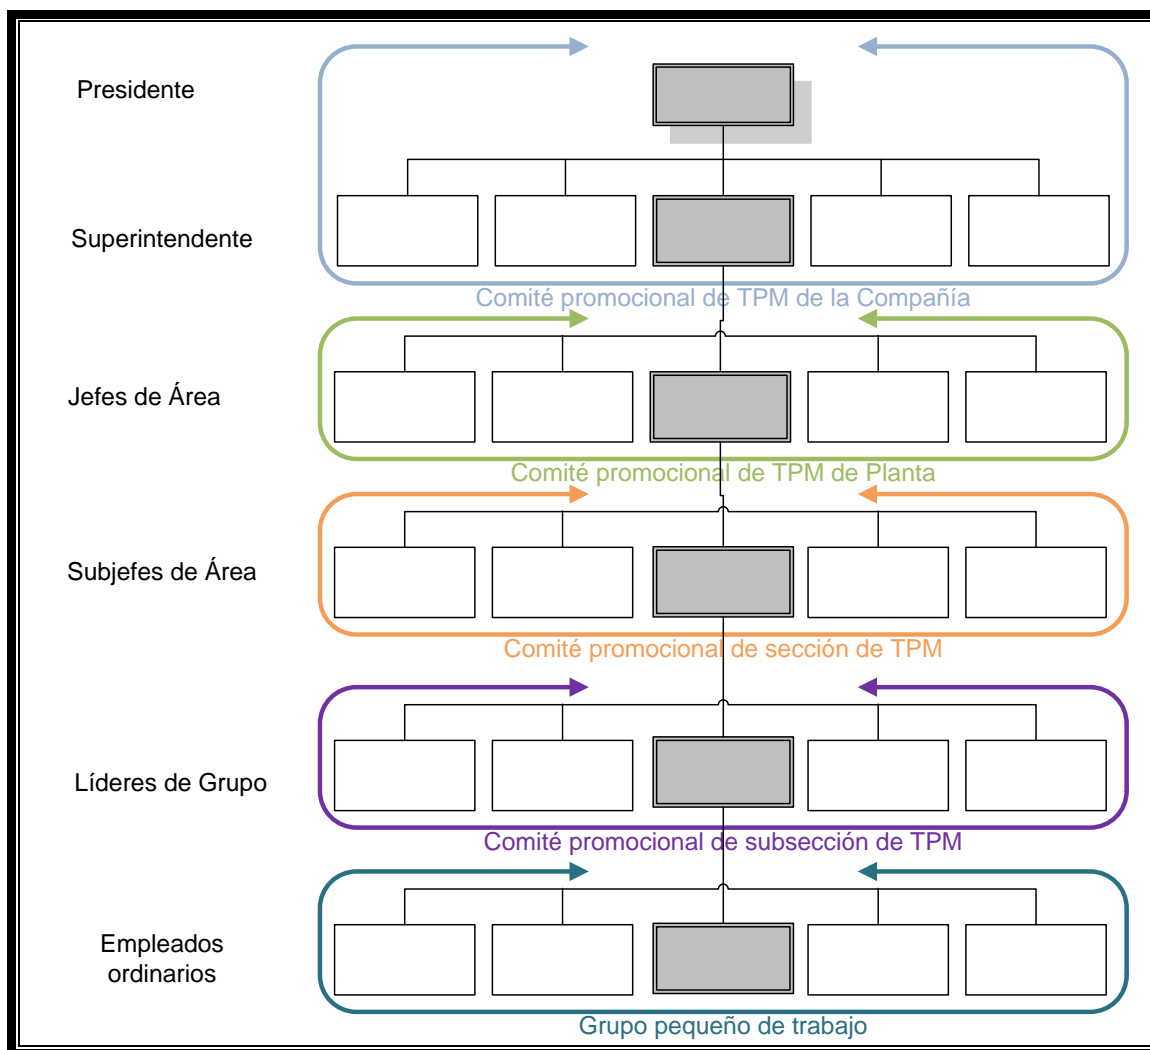 Presidente
Superintendente
Comité promocional de TPM de la Compañía
Jefes de Área
Comité promocional de TPM de Planta
Subjefes de Área
Comité promocional de sección de TPM
Líderes de Grupo
Comité promocional de subsección de TPM
Empleados
ordinarios
Grupo pequeño de trabajo